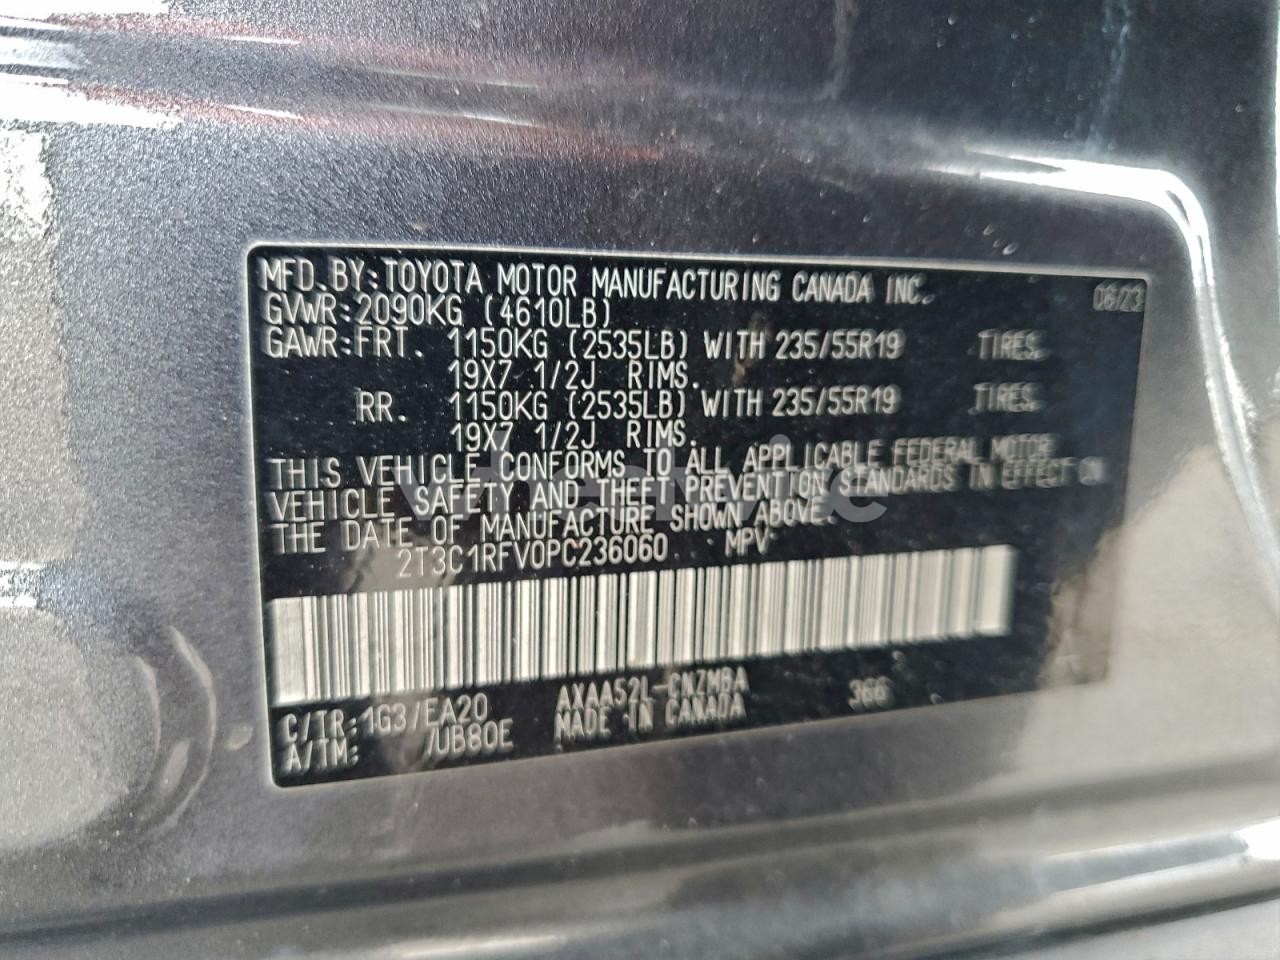 MFD.BY:TOYOTA MOTOR MANUFACTURING CANADA INC. 06/23
GVWR:2090KG (4610LB)
GAWR:FRT. 1150KG (2535LB) WITH 235/55R19 TIRES.
19X7 1/2J RIMS.
RR. 1150KG (2535LB) WITH 235/55R19 TIRES.
19X7 1/2J RIMS.
THIS VEHICLE CONFORMS TO ALL APPLICABLE FEDERAL MOTOR
VEHICLE SAFETY AND THEFT PREVENTION STANDARDS IN EFFECT ON
THE DATE OF MANUFACTURE SHOWN ABOVE.
2T3C1RFV0PC236060 MPV
C/TR:1G3/EA20 AXAA52L-CNZMBA 366
A/TM: /UB80E MADE IN CANADA